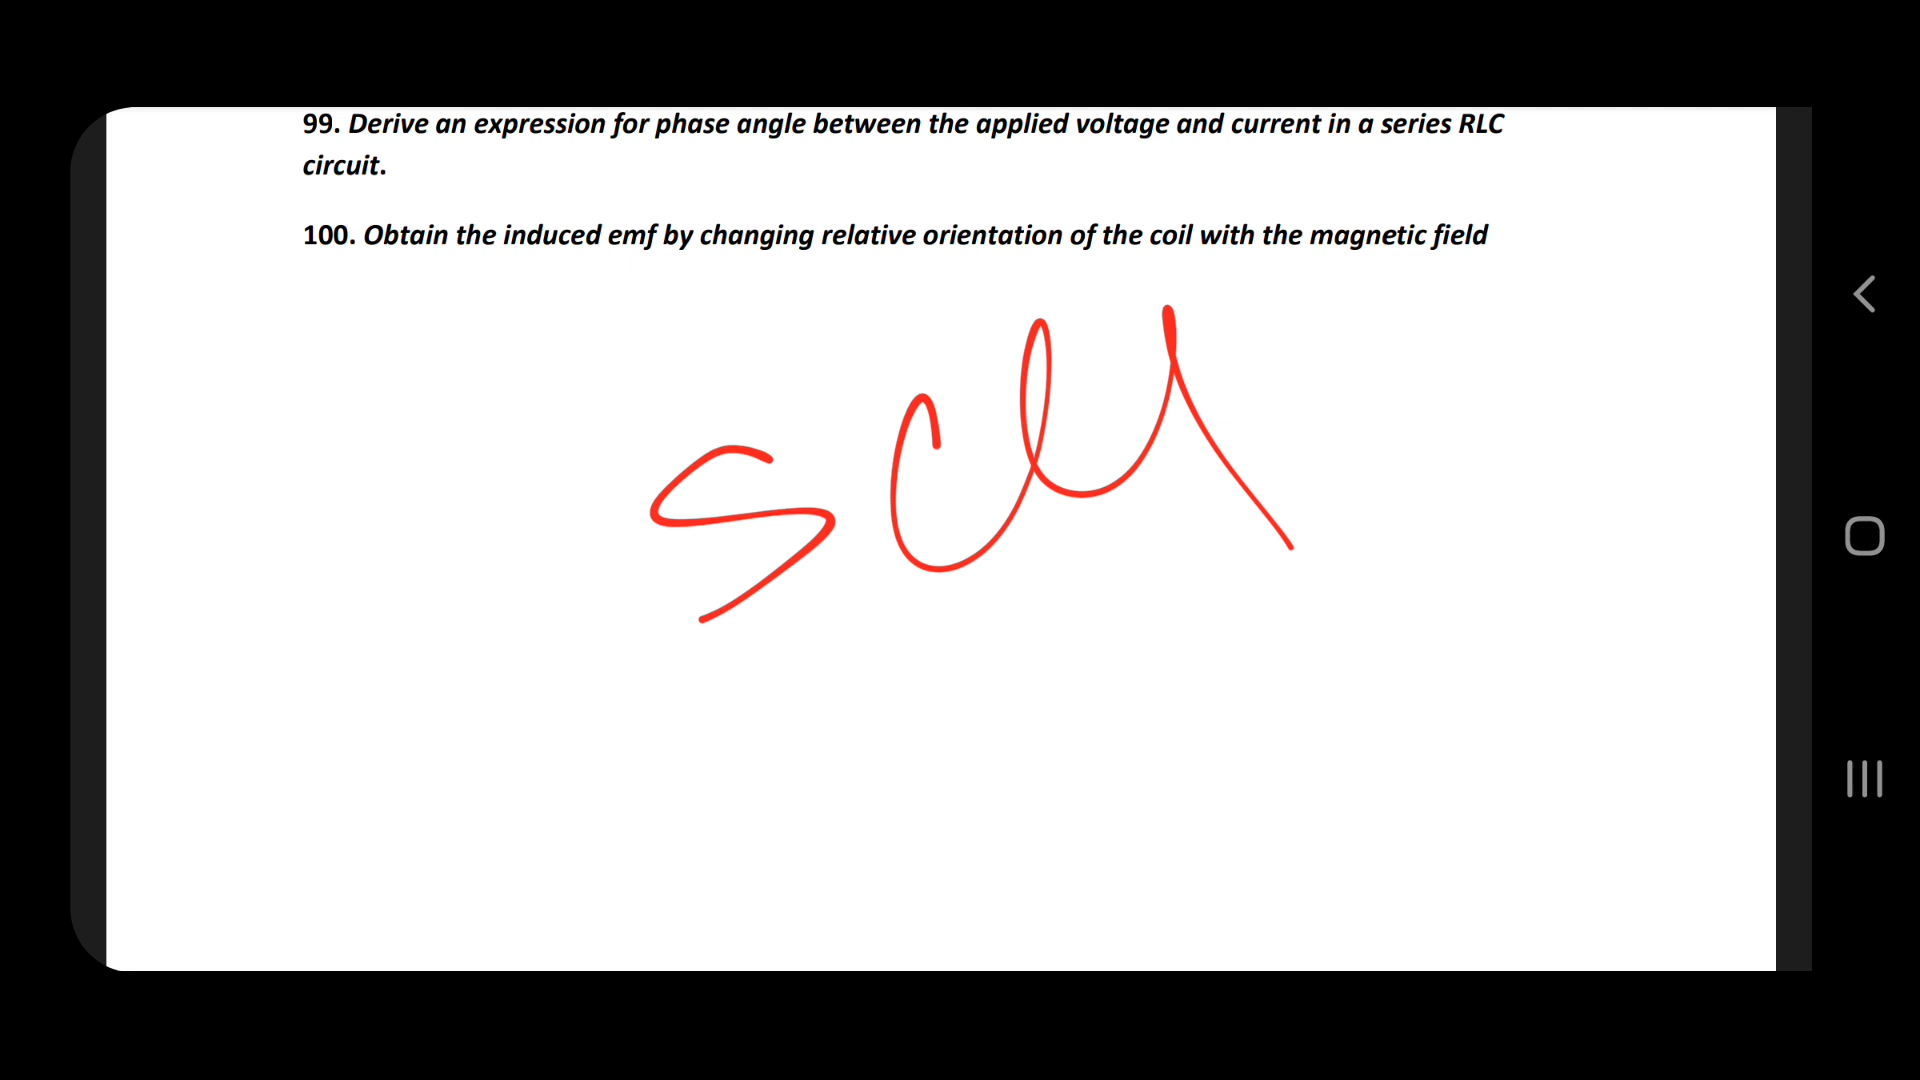 99. Derive an expression for phase angle between the applied voltage and current in a series RLC
circuit.
100. Obtain the induced emf by changing relative orientation of the coil with the magnetic field